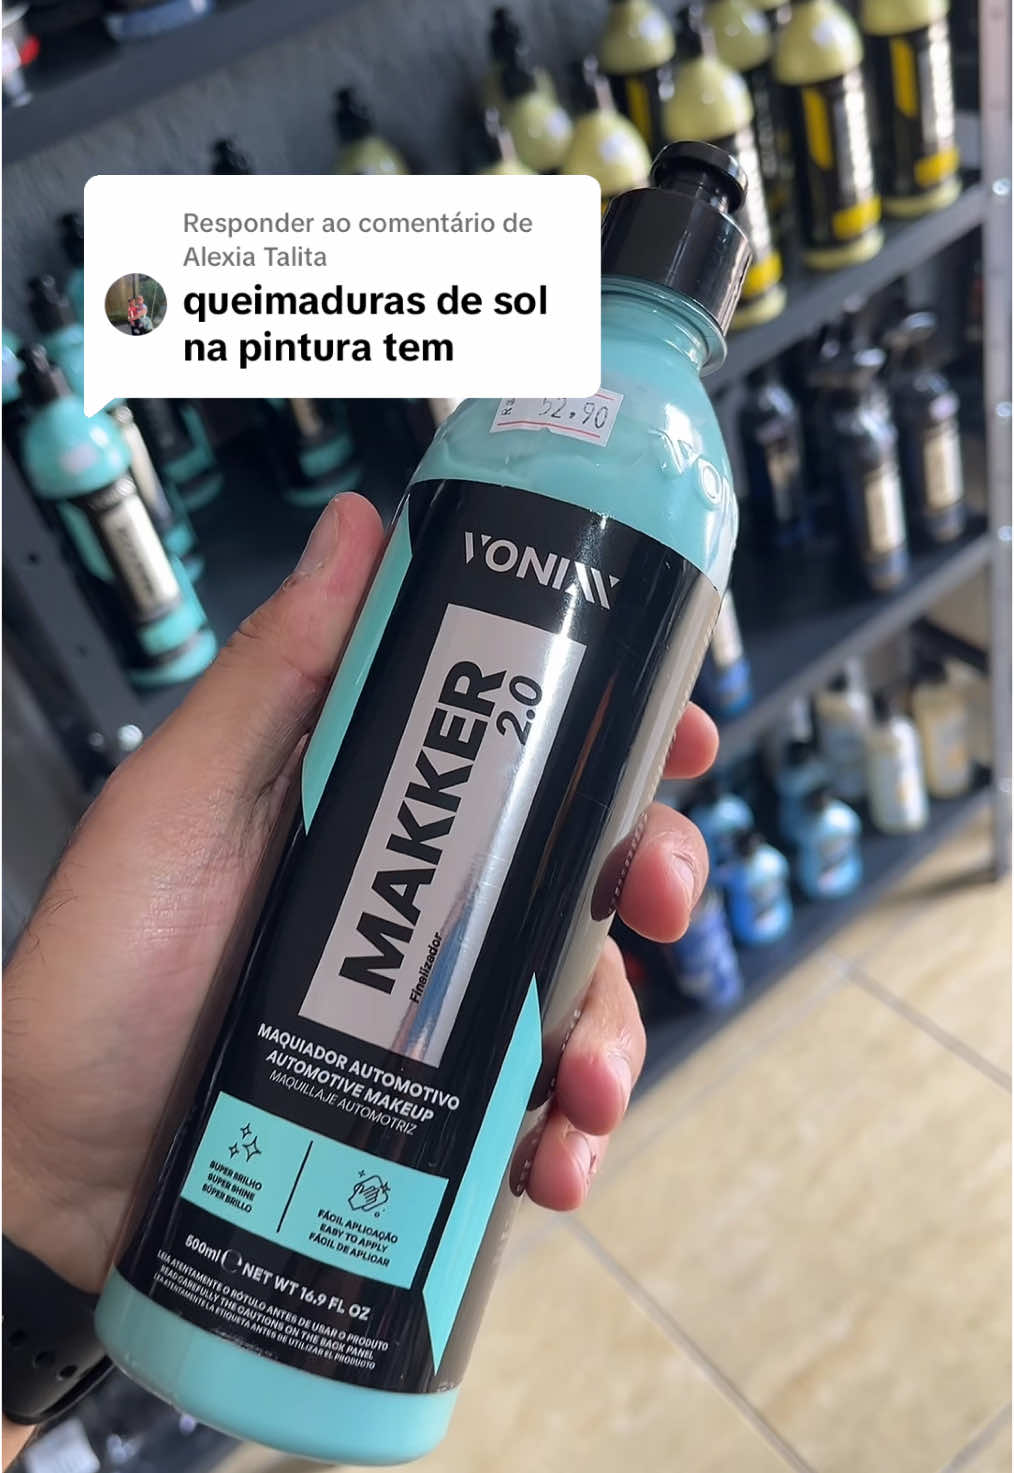 Responder ao comentário de
Alexia Talita
queimaduras de sol
na pintura tem
52.90
VONIXX
MAKKER
2.0
Finalizador
MAQUIADOR AUTOMOTIVO
AUTOMOTIVE MAKEUP
MAQUILLAJE AUTOMOTRIZ
SUPER BRILHO
SUPER SHINE
SÚPER BRILLO
FÁCIL APLICAÇÃO
EASY TO APPLY
FÁCIL DE APLICAR
500ml e NET WT 16.9 FL OZ
LEIA ATENTAMENTE O RÓTULO ANTES DE USAR O PRODUTO
READ CAREFULLY THE CAUTIONS ON THE BACK PANEL
LEA ATENTAMENTE LA ETIQUETA ANTES DE UTILIZAR EL PRODUCTO